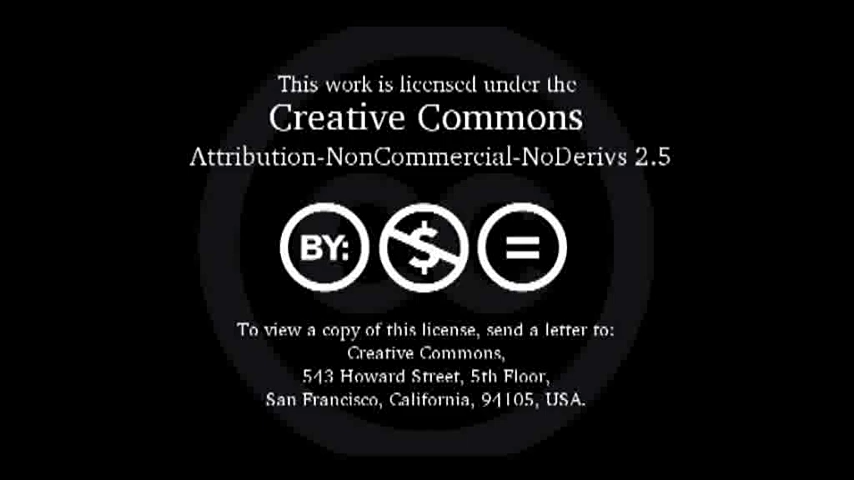 This work is licensed under the
Creative Commons
Attribution-NonCommercial-NoDerivs 2.5
BY: $ =
To view a copy of this license, send a letter to:
Creative Commons,
543 Howard Street, 5th Floor,
San Francisco, California, 94105, USA.